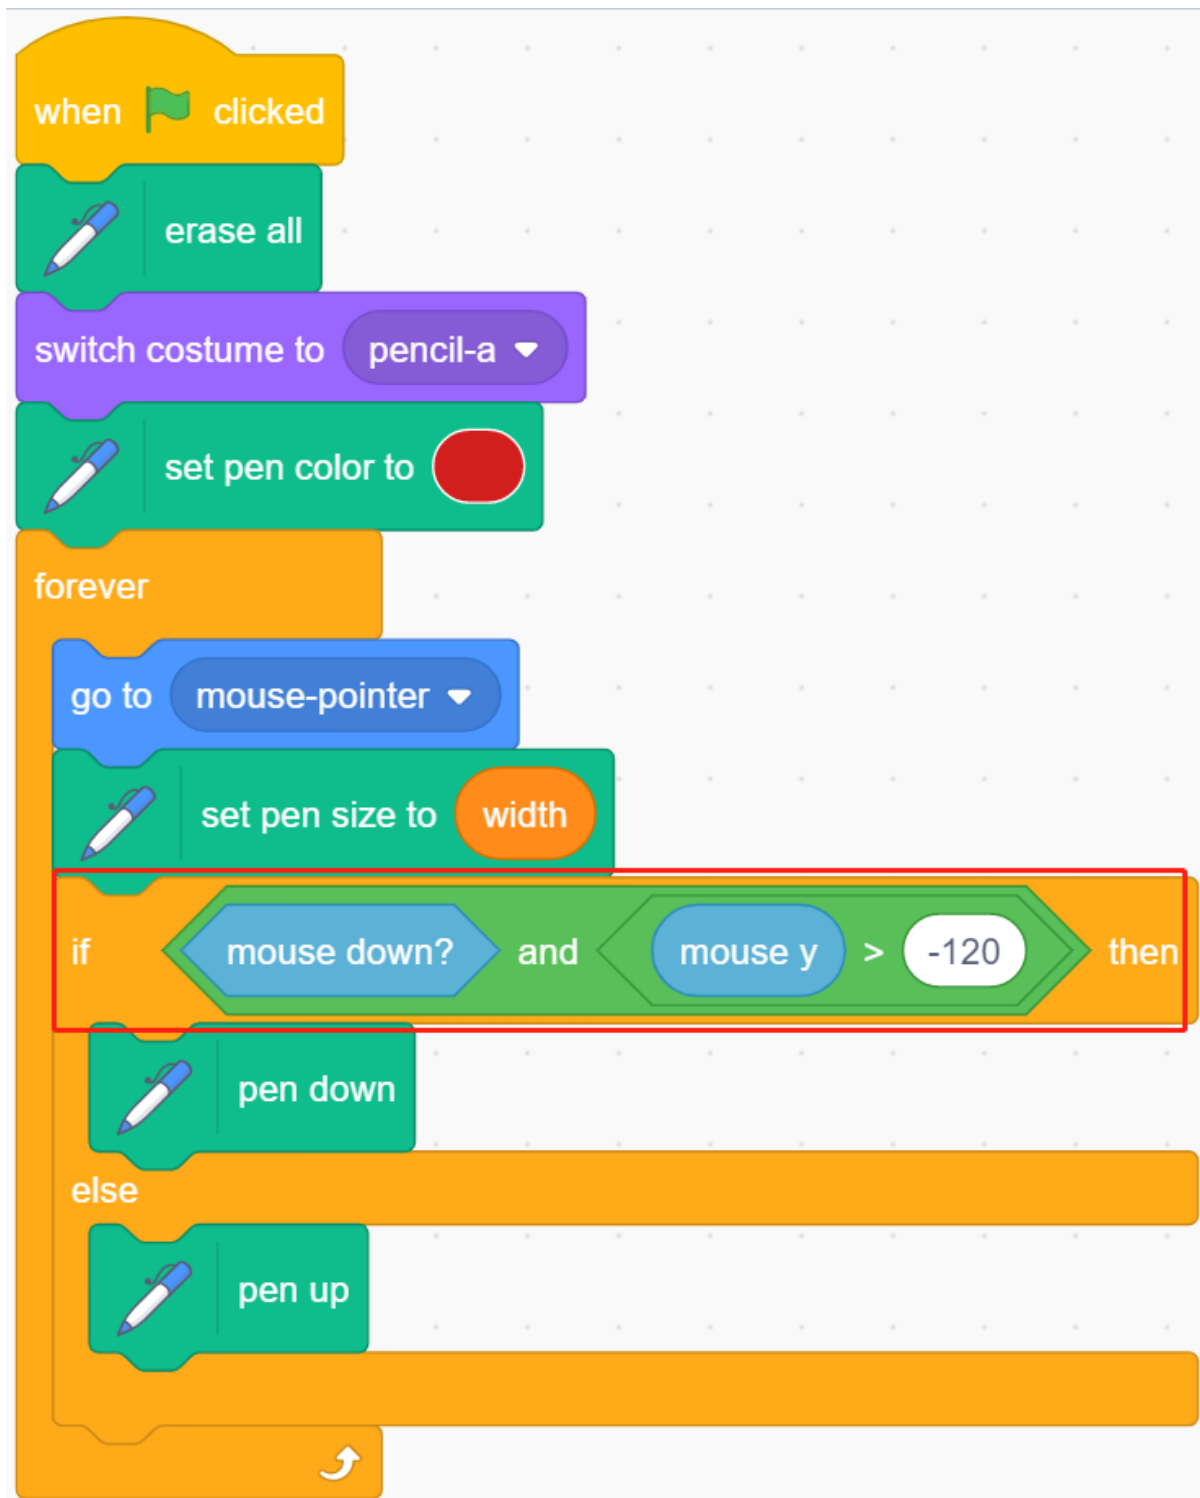 when clicked
erase all
switch costume to pencil-a
set pen color to
forever
go to mouse-pointer
set pen size to width
if mouse down? and mouse y > -120 then
pen down
else
pen up